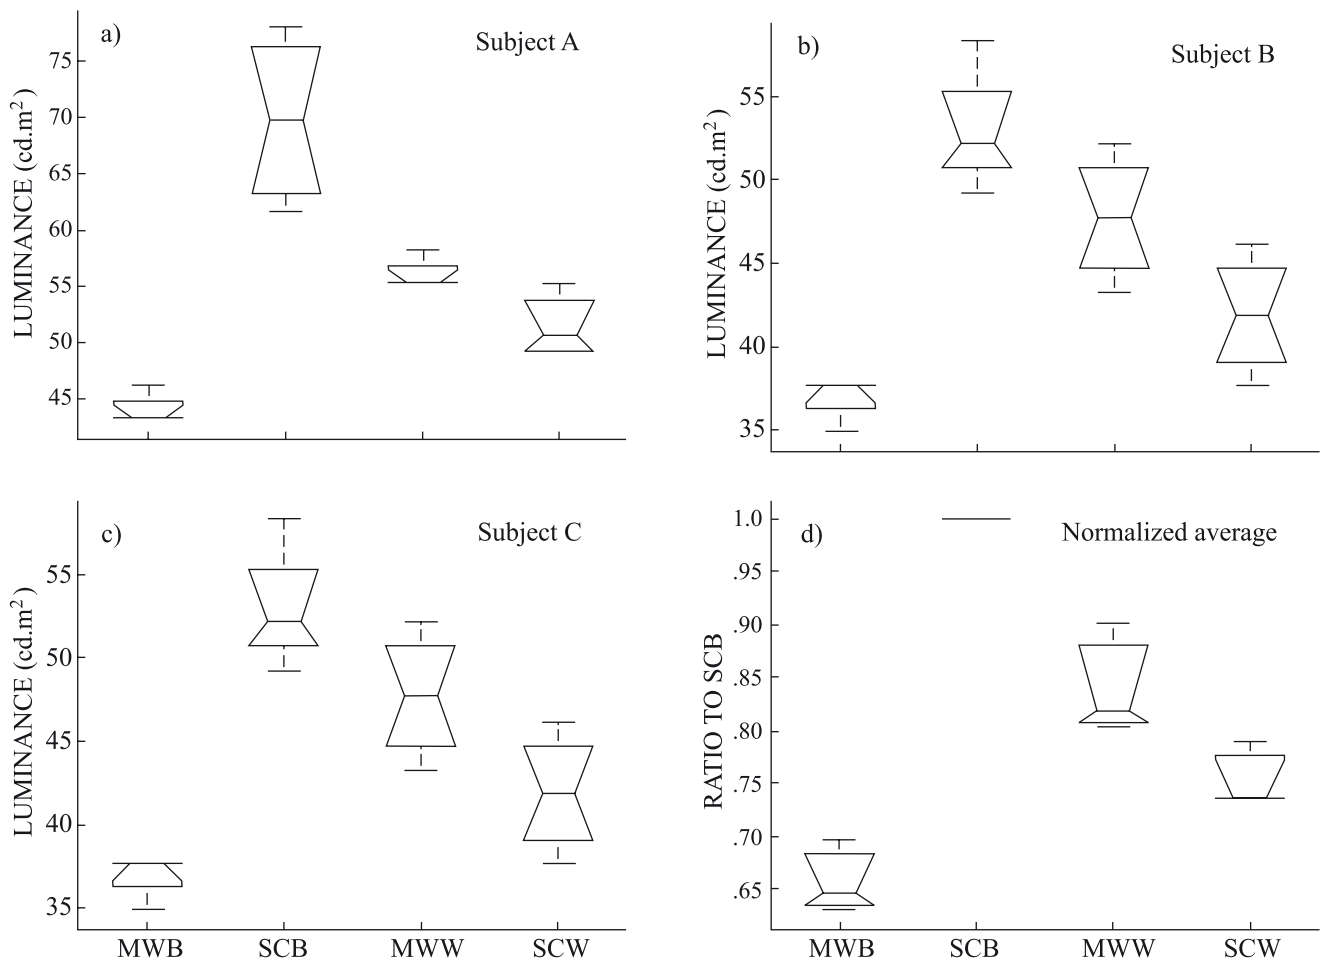 a)
Subject A
75
70
65
60
55
50
45
LUMINANCE (cd.m²)
b)
Subject B
55
50
45
40
35
LUMINANCE (cd.m²)
c)
Subject C
55
50
45
40
35
LUMINANCE (cd.m²)
MWB SCB MWW SCW
d)
Normalized average
1.0
.95
.90
.85
.80
.75
.70
.65
RATIO TO SCB
MWB SCB MWW SCW